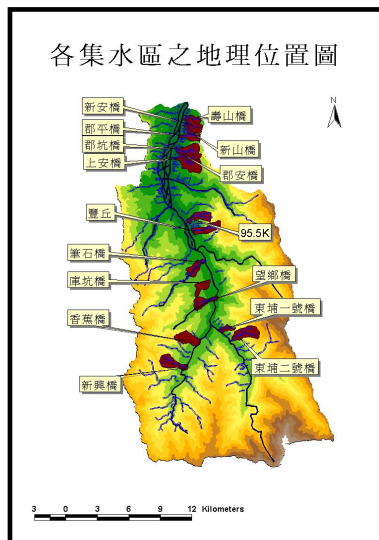 各集水區之地理位置圖
N
新安橋
壽山橋
郡平橋
郡坑橋
新山橋
上安橋
郡安橋
豐丘
95.5K
筆石橋
望鄉橋
庫坑橋
東埔一號橋
香蕉橋
東埔二號橋
新興橋
3 0 3 6 9 12 Kilometers